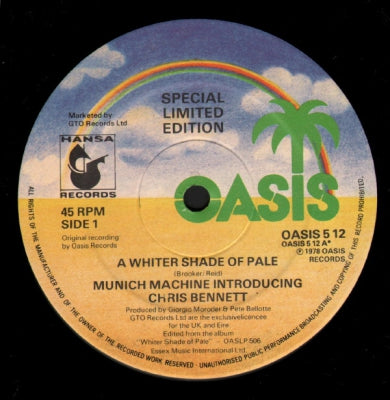 SPECIAL
LIMITED
EDITION
Marketed by
GTO Records Ltd
HANSA
RECORDS
OASIS
45 RPM
SIDE 1
Original recording
by Oasis Records
OASIS 5 12
OASIS 5 12 A*
℗ 1978 OASIS
RECORDS.
A WHITER SHADE OF PALE
(Brooker/Reid)
MUNICH MACHINE INTRODUCING
CHRIS BENNETT
Produced by Giorgio Moroder & Pete Bellotte
GTO Records Ltd are the exclusivelicencee
for the UK and Eire
Edited from the album
"Whiter Shade of Pale" - OASLP 506
Essex Music International Ltd.
ALL RIGHTS OF THE MANUFACTURER AND OF THE OWNER OF THE RECORDED WORK RESERVED - UNAUTHORISED PUBLIC PERFORMANCE BROADCASTING AND COPYING OF THIS RECORD PROHIBITED.